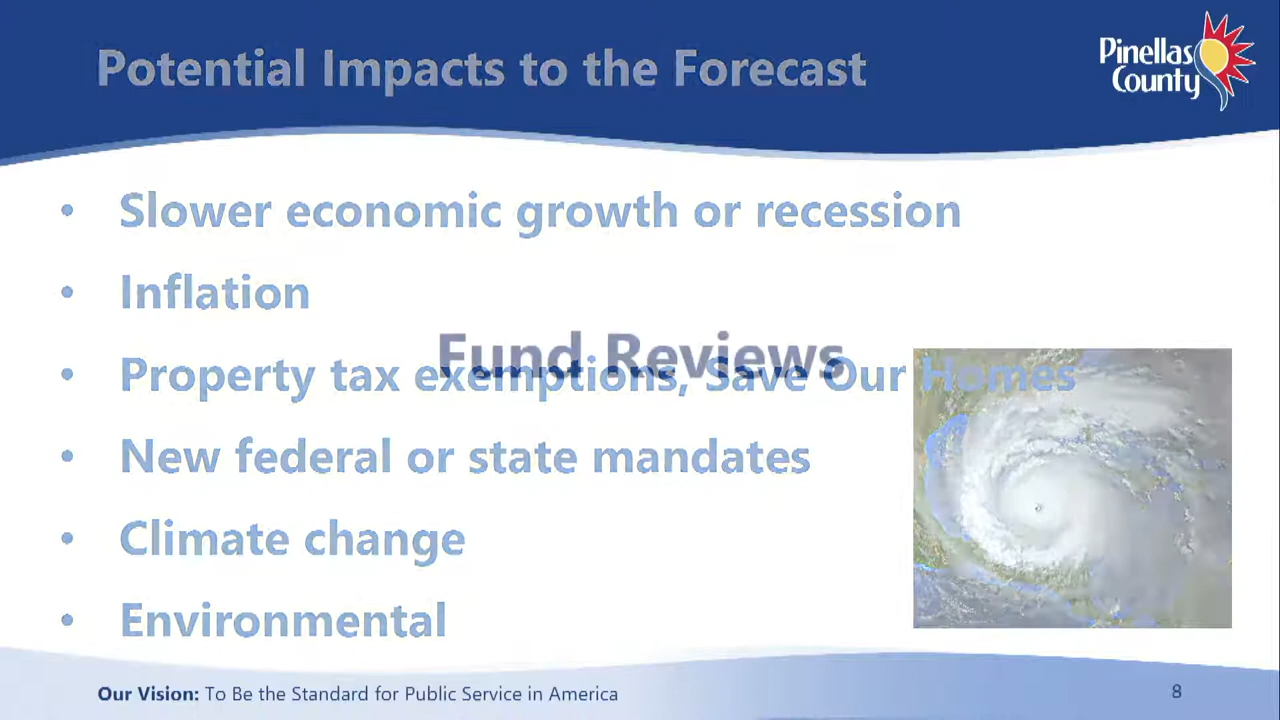 Potential Impacts to the Forecast
Pinellas
County
• Slower economic growth or recession
• Inflation
Fund Reviews
• Property tax exemptions, Save Our Homes
• New federal or state mandates
• Climate change
• Environmental
Our Vision: To Be the Standard for Public Service in America
8